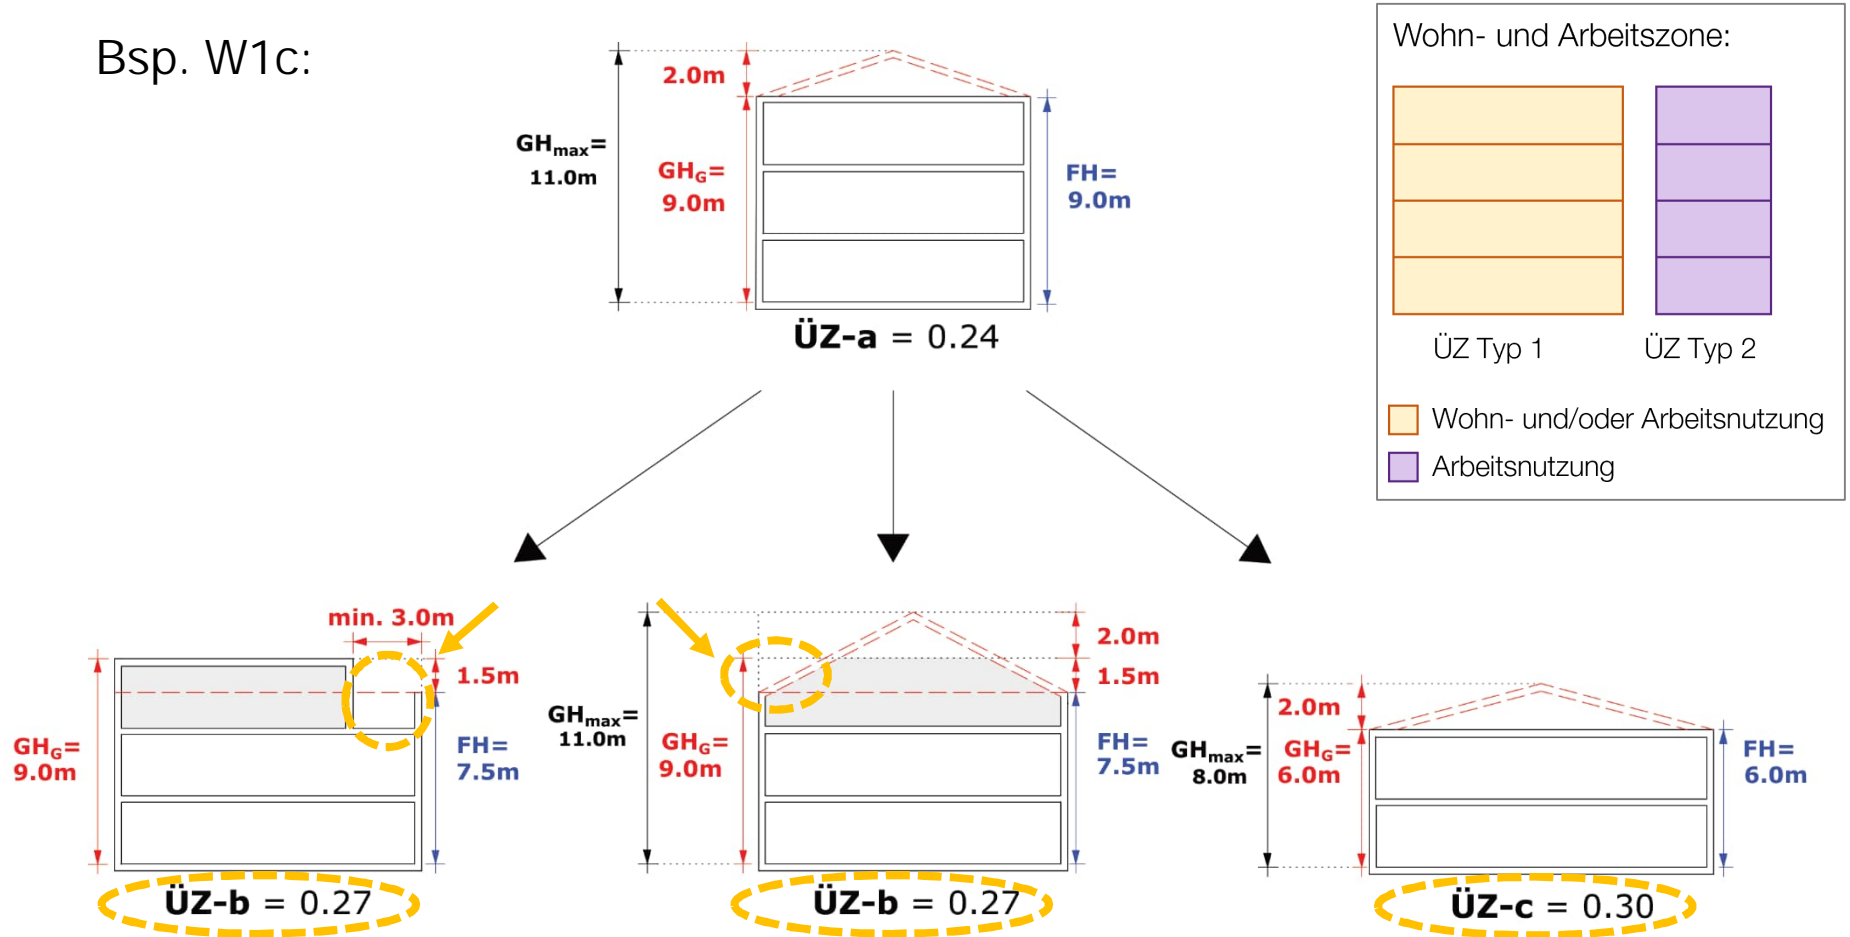 Bsp. W1c:
2.0m
GHmax=
11.0m
GHG=
9.0m
FH=
9.0m
ÜZ-a = 0.24
Wohn- und Arbeitszone:
ÜZ Typ 1
ÜZ Typ 2
Wohn- und/oder Arbeitsnutzung
Arbeitsnutzung
min. 3.0m
1.5m
GHG=
9.0m
FH=
7.5m
ÜZ-b = 0.27
2.0m
1.5m
GHmax=
11.0m
GHG=
9.0m
FH=
7.5m
ÜZ-b = 0.27
2.0m
GHmax=
8.0m
GHG=
6.0m
FH=
6.0m
ÜZ-c = 0.30